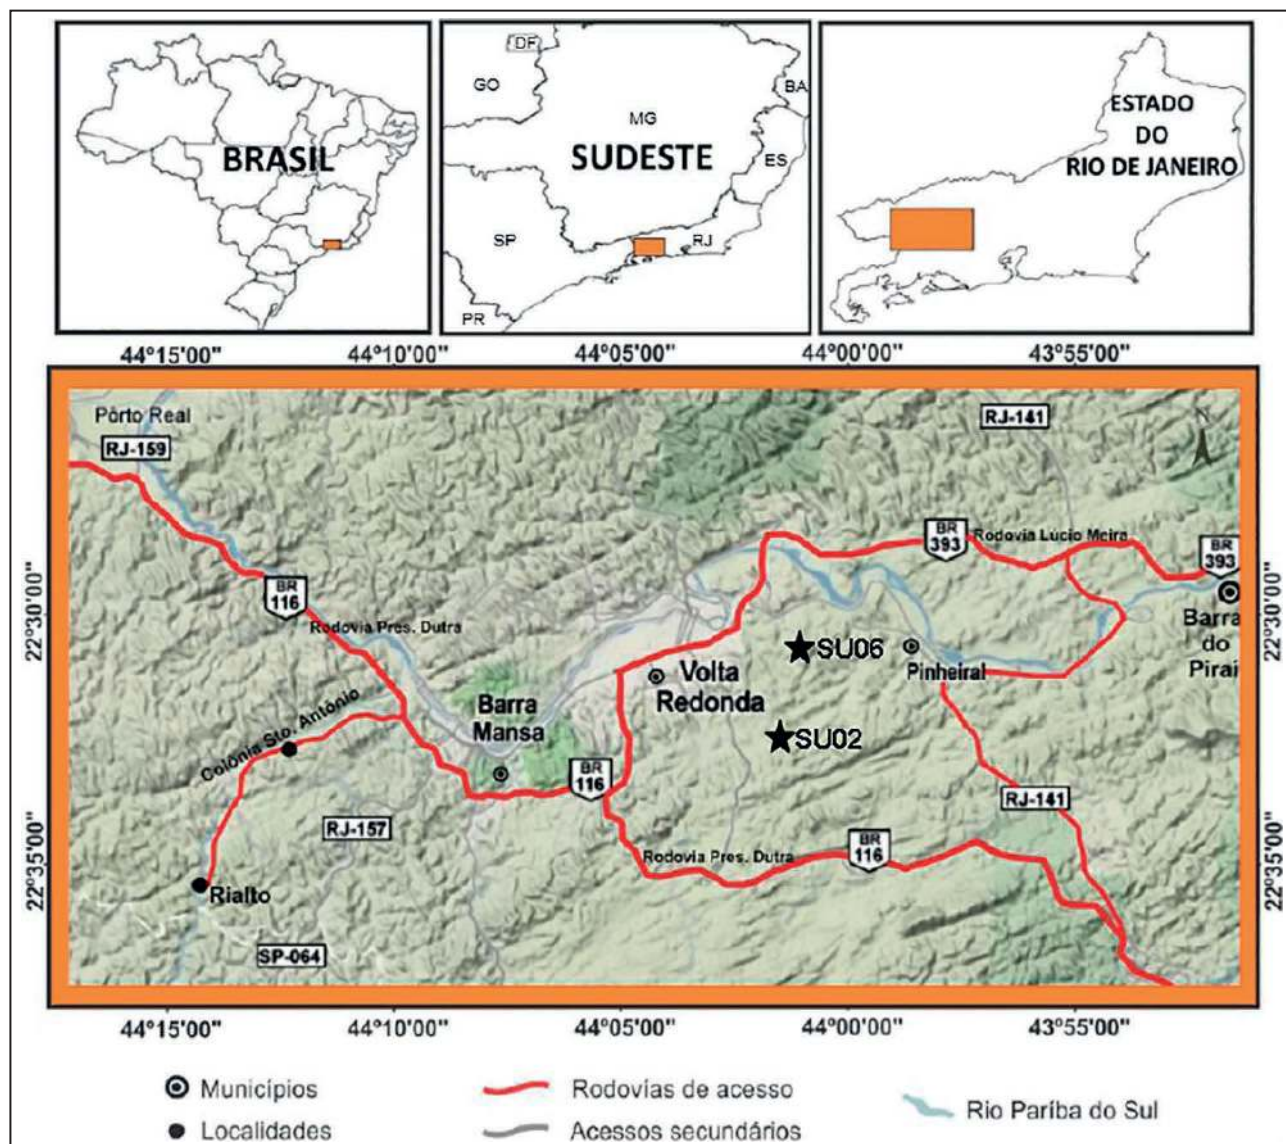 BRASIL
DF
GO
BA
MG
SUDESTE
ES
SP
RJ
PR
ESTADO
DO
RIO DE JANEIRO
44°15'00" 44°10'00" 44°05'00" 44°00'00" 43°55'00"
Pôrto Real
RJ-159
RJ-141
N
BR
393
Rodovia Lúcio Meira
BR
393
BR
116
Rodovia Pres. Dutra
22°30'00"
22°30'00"
Barra
do
Piraí
SU06
Pinheiral
Volta
Redonda
Barra
Mansa
Colônia Sto. Antônio
SU02
BR
116
RJ-141
RJ-157
Rodovia Pres. Dutra
BR
116
22°35'00"
22°35'00"
Rialto
SP-064
44°15'00" 44°10'00" 44°05'00" 44°00'00" 43°55'00"
Municípios
Rodovias de acesso
Rio Paríba do Sul
Localidades
Acessos secundários